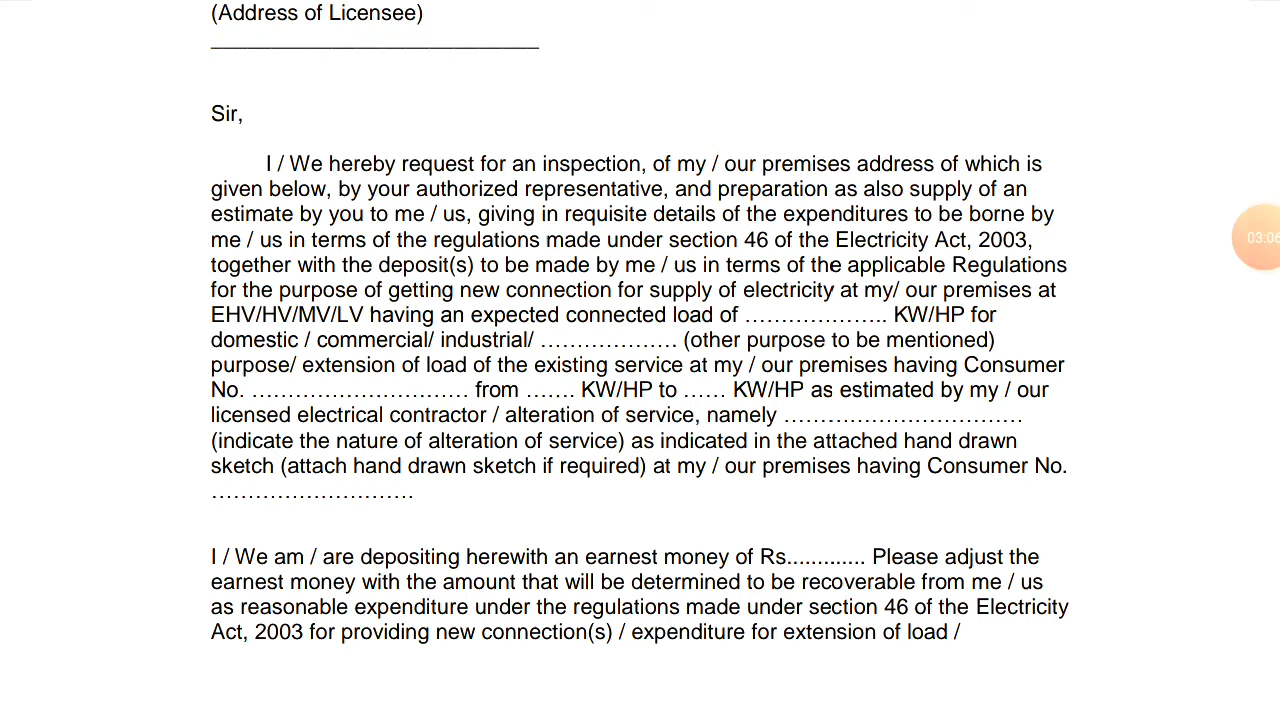 (Address of Licensee)
______________________________
Sir,
I / We hereby request for an inspection, of my / our premises address of which is
given below, by your authorized representative, and preparation as also supply of an
estimate by you to me / us, giving in requisite details of the expenditures to be borne by
me / us in terms of the regulations made under section 46 of the Electricity Act, 2003,
together with the deposit(s) to be made by me / us in terms of the applicable Regulations
for the purpose of getting new connection for supply of electricity at my/ our premises at
EHV/HV/MV/LV having an expected connected load of ……………….. KW/HP for
domestic / commercial/ industrial/ ………………. (other purpose to be mentioned)
purpose/ extension of load of the existing service at my / our premises having Consumer
No. ………………………… from ……. KW/HP to …… KW/HP as estimated by my / our
licensed electrical contractor / alteration of service, namely ……………………………
(indicate the nature of alteration of service) as indicated in the attached hand drawn
sketch (attach hand drawn sketch if required) at my / our premises having Consumer No.
……………………….
I / We am / are depositing herewith an earnest money of Rs............. Please adjust the
earnest money with the amount that will be determined to be recoverable from me / us
as reasonable expenditure under the regulations made under section 46 of the Electricity
Act, 2003 for providing new connection(s) / expenditure for extension of load /
03:06